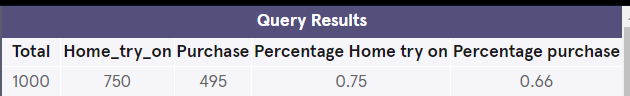 Query Results
Total Home_try_on Purchase Percentage Home try on Percentage purchase
1000 750 495 0.75 0.66